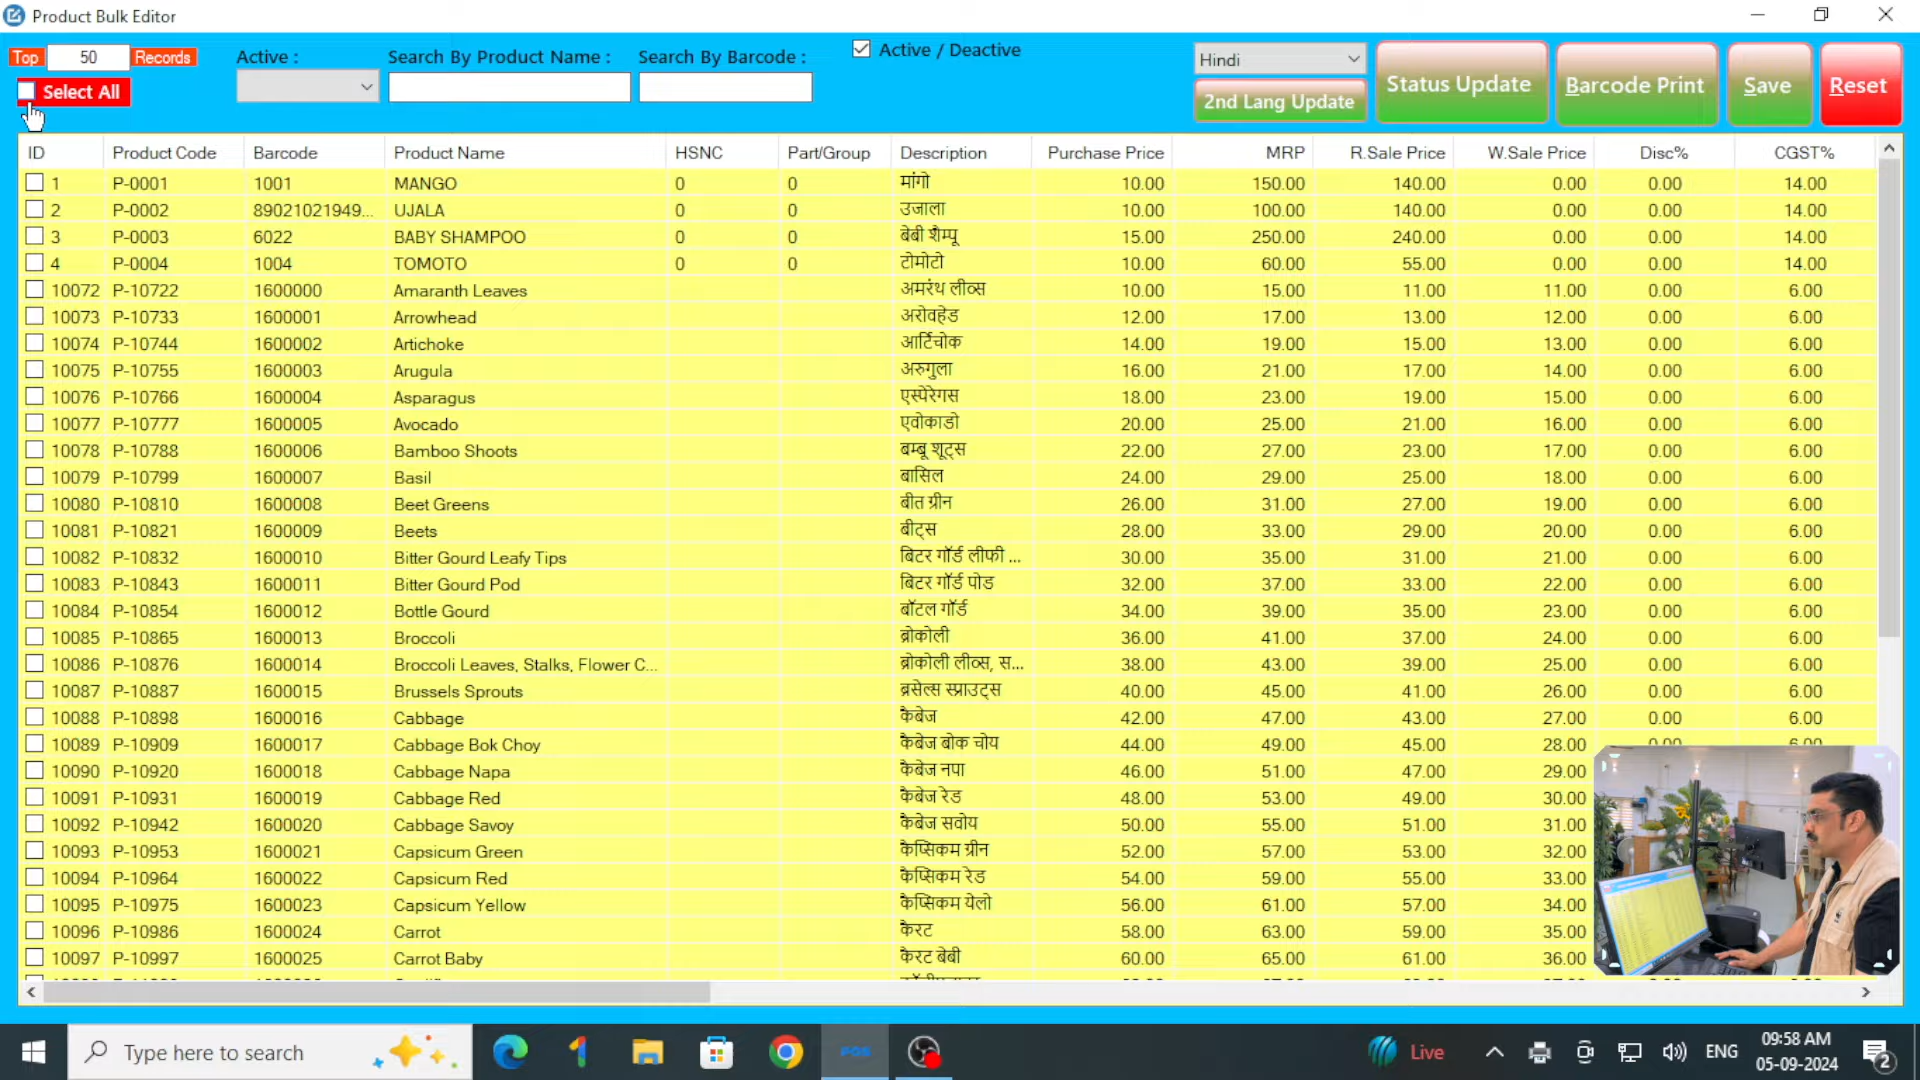 Product Bulk Editor
Top 50 Records
Active :
Search By Product Name :
Search By Barcode :
Active / Deactive
Hindi
2nd Lang Update
Status Update
Barcode Print
Save
Reset
Select All
ID Product Code Barcode Product Name HSNC Part/Group Description Purchase Price MRP R.Sale Price W.Sale Price Disc% CGST%
1 P-0001 1001 MANGO 0 0 मांगो 10.00 150.00 140.00 0.00 0.00 14.00
2 P-0002 89021021949... UJALA 0 0 उजाला 10.00 100.00 140.00 0.00 0.00 14.00
3 P-0003 6022 BABY SHAMPOO 0 0 बेबी शैम्पू 15.00 250.00 240.00 0.00 0.00 14.00
4 P-0004 1004 TOMOTO 0 0 टोमोटो 10.00 60.00 55.00 0.00 0.00 14.00
10072 P-10722 1600000 Amaranth Leaves अमरंथ लीव्स 10.00 15.00 11.00 11.00 0.00 6.00
10073 P-10733 1600001 Arrowhead अरोवहेड 12.00 17.00 13.00 12.00 0.00 6.00
10074 P-10744 1600002 Artichoke आर्टिचोक 14.00 19.00 15.00 13.00 0.00 6.00
10075 P-10755 1600003 Arugula अरुगुला 16.00 21.00 17.00 14.00 0.00 6.00
10076 P-10766 1600004 Asparagus एस्पेरेगस 18.00 23.00 19.00 15.00 0.00 6.00
10077 P-10777 1600005 Avocado एवोकाडो 20.00 25.00 21.00 16.00 0.00 6.00
10078 P-10788 1600006 Bamboo Shoots बम्बू शूट्स 22.00 27.00 23.00 17.00 0.00 6.00
10079 P-10799 1600007 Basil बासिल 24.00 29.00 25.00 18.00 0.00 6.00
10080 P-10810 1600008 Beet Greens बीत ग्रीन 26.00 31.00 27.00 19.00 0.00 6.00
10081 P-10821 1600009 Beets बीट्स 28.00 33.00 29.00 20.00 0.00 6.00
10082 P-10832 1600010 Bitter Gourd Leafy Tips बिटर गॉर्ड लीफी ... 30.00 35.00 31.00 21.00 0.00 6.00
10083 P-10843 1600011 Bitter Gourd Pod बिटर गॉर्ड पोड 32.00 37.00 33.00 22.00 0.00 6.00
10084 P-10854 1600012 Bottle Gourd बॉटल गॉर्ड 34.00 39.00 35.00 23.00 0.00 6.00
10085 P-10865 1600013 Broccoli ब्रोकोली 36.00 41.00 37.00 24.00 0.00 6.00
10086 P-10876 1600014 Broccoli Leaves, Stalks, Flower C... ब्रोकोली लीव्स, स... 38.00 43.00 39.00 25.00 0.00 6.00
10087 P-10887 1600015 Brussels Sprouts ब्रसेल्स स्प्राउट्स 40.00 45.00 41.00 26.00 0.00 6.00
10088 P-10898 1600016 Cabbage कैबेज 42.00 47.00 43.00 27.00 0.00 6.00
10089 P-10909 1600017 Cabbage Bok Choy कैबेज बोक चोय 44.00 49.00 45.00 28.00 0.00 6.00
10090 P-10920 1600018 Cabbage Napa कैबेज नपा 46.00 51.00 47.00 29.00
10091 P-10931 1600019 Cabbage Red कैबेज रेड 48.00 53.00 49.00 30.00
10092 P-10942 1600020 Cabbage Savoy कैबेज सवोय 50.00 55.00 51.00 31.00
10093 P-10953 1600021 Capsicum Green कैप्सिकम ग्रीन 52.00 57.00 53.00 32.00
10094 P-10964 1600022 Capsicum Red कैप्सिकम रेड 54.00 59.00 55.00 33.00
10095 P-10975 1600023 Capsicum Yellow कैप्सिकम येलो 56.00 61.00 57.00 34.00
10096 P-10986 1600024 Carrot कैरट 58.00 63.00 59.00 35.00
10097 P-10997 1600025 Carrot Baby कैरट बेबी 60.00 65.00 61.00 36.00
Type here to search
POS
Live
ENG
09:58 AM
05-09-2024
2